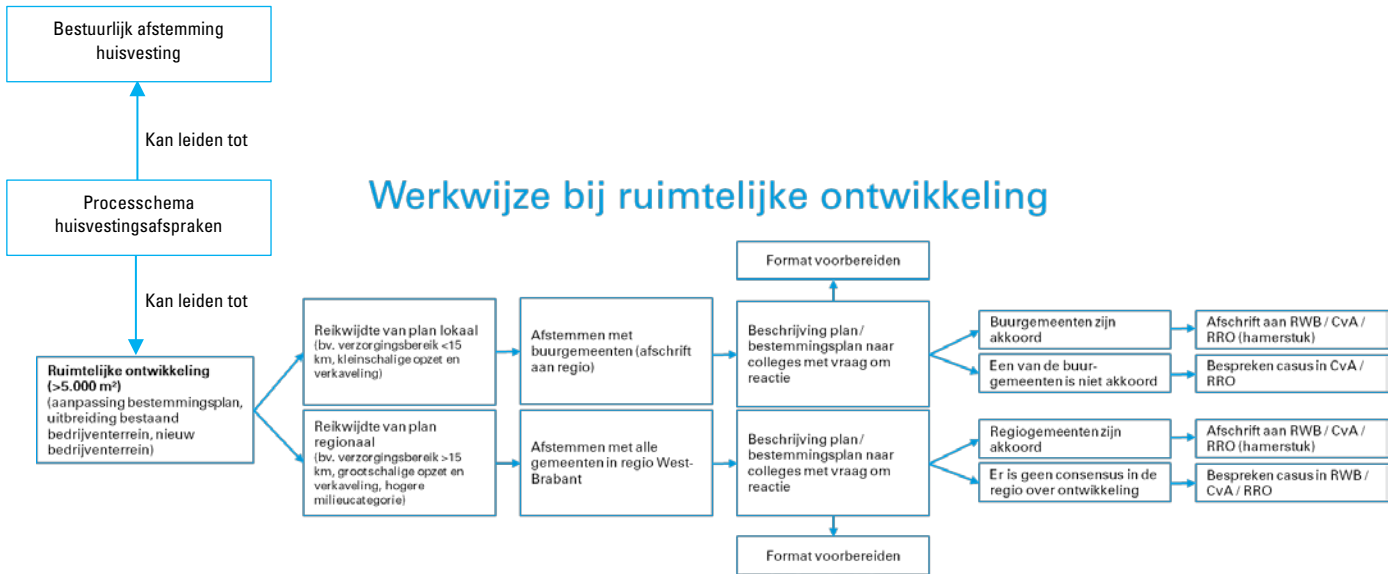 Bestuurlijk afstemming
huisvesting
Kan leiden tot
Processchema
huisvestingsafspraken
Kan leiden tot
Werkwijze bij ruimtelijke ontwikkeling
Ruimtelijke ontwikkeling
(>5.000 m²)
(aanpassing bestemmingsplan,
uitbreiding bestaand
bedrijventerrein, nieuw
bedrijventerrein)
Reikwijdte van plan lokaal
(bv. verzorgingsbereik <15
km, kleinschalige opzet en
verkaveling)
Afstemmen met
buurgemeenten (afschrift
aan regio)
Format voorbereiden
Beschrijving plan /
bestemmingsplan naar
colleges met vraag om
reactie
Buurgemeenten zijn
akkoord
Afschrift aan RWB / CvA /
RRO (hamerstuk)
Een van de buur-
gemeenten is niet akkoord
Bespreken casus in CvA /
RRO
Reikwijdte van plan
regionaal
(bv. verzorgingsbereik >15
km, grootschalige opzet en
verkaveling, hogere
milieucategorie)
Afstemmen met alle
gemeenten in regio West-
Brabant
Beschrijving plan /
bestemmingsplan naar
colleges met vraag om
reactie
Regiogemeenten zijn
akkoord
Afschrift aan RWB / CvA /
RRO (hamerstuk)
Er is geen consensus in de
regio over ontwikkeling
Bespreken casus in RWB /
CvA / RRO
Format voorbereiden